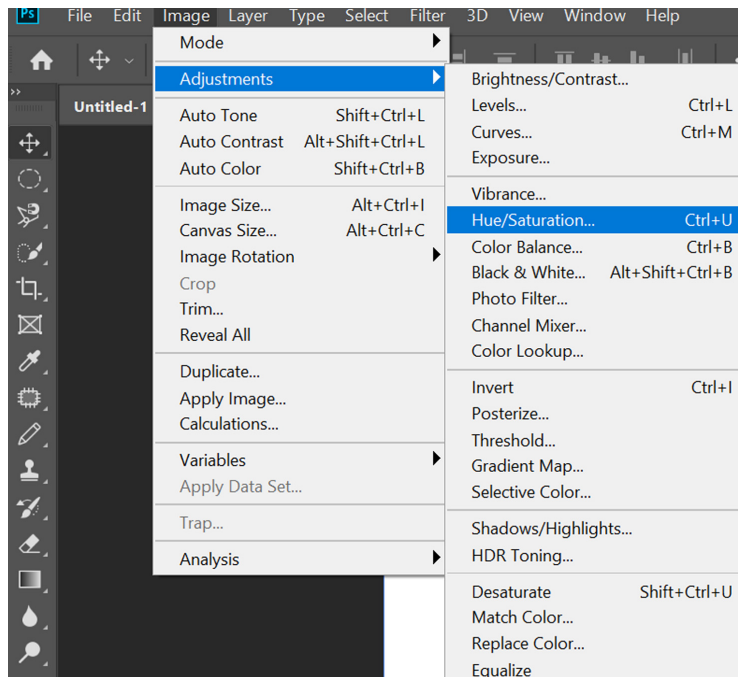 Ps File Edit Image Layer Type Select Filter 3D View Window Help
Untitled-1
Mode
Adjustments
Auto Tone Shift+Ctrl+L
Auto Contrast Alt+Shift+Ctrl+L
Auto Color Shift+Ctrl+B
Image Size... Alt+Ctrl+I
Canvas Size... Alt+Ctrl+C
Image Rotation
Crop
Trim...
Reveal All
Duplicate...
Apply Image...
Calculations...
Variables
Apply Data Set...
Trap...
Analysis
Brightness/Contrast...
Levels... Ctrl+L
Curves... Ctrl+M
Exposure...
Vibrance...
Hue/Saturation... Ctrl+U
Color Balance... Ctrl+B
Black & White... Alt+Shift+Ctrl+B
Photo Filter...
Channel Mixer...
Color Lookup...
Invert Ctrl+I
Posterize...
Threshold...
Gradient Map...
Selective Color...
Shadows/Highlights...
HDR Toning...
Desaturate Shift+Ctrl+U
Match Color...
Replace Color...
Equalize